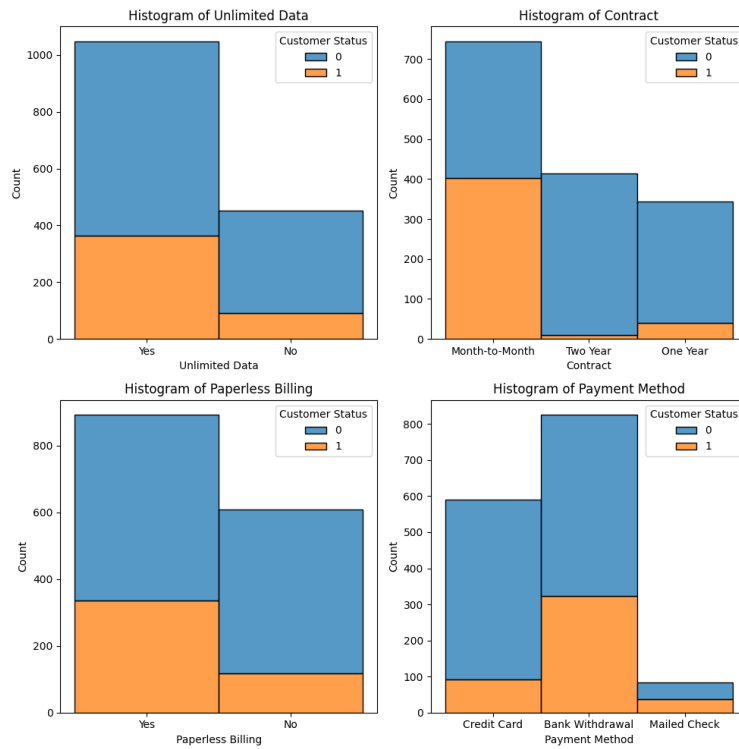 Histogram of Unlimited Data
Customer Status
0
1
1000
800
600
400
200
0
Count
Yes
No
Unlimited Data
Histogram of Contract
Customer Status
0
1
700
600
500
400
300
200
100
0
Count
Month-to-Month
Two Year
One Year
Contract
Histogram of Paperless Billing
Customer Status
0
1
800
600
400
200
0
Count
Yes
No
Paperless Billing
Histogram of Payment Method
Customer Status
0
1
800
700
600
500
400
300
200
100
0
Count
Credit Card
Bank Withdrawal
Mailed Check
Payment Method